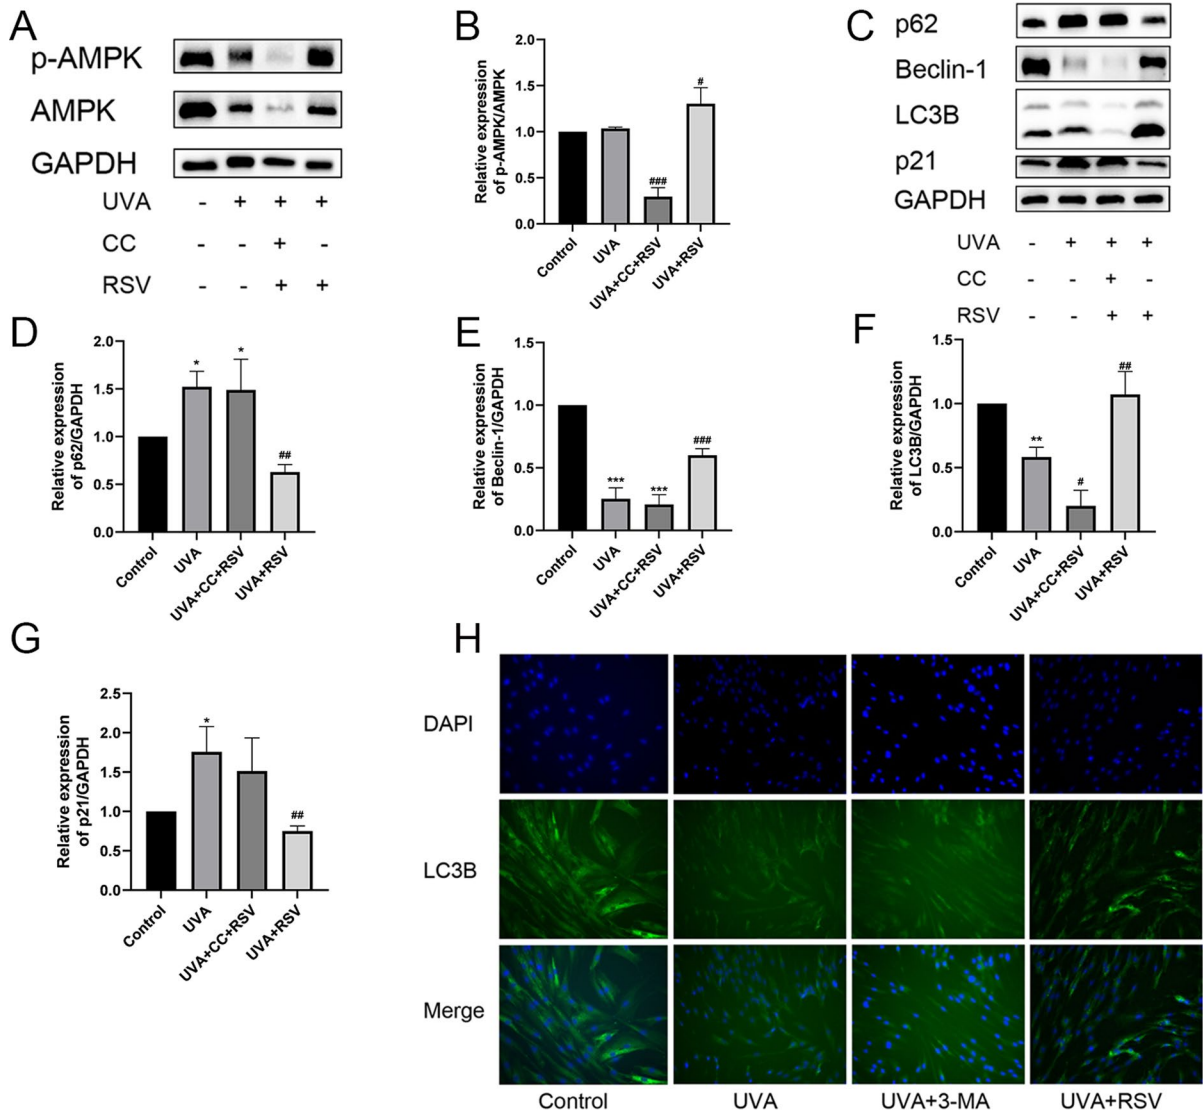 A
p-AMPK
AMPK
GAPDH
UVA - + + +
CC - - + -
RSV - - + +
B
Relative expression
of p-AMPK/AMPK
2.0
1.5
1.0
0.5
0.0
###
#
Control
UVA
UVA+CC+RSV
UVA+RSV
C
p62
Beclin-1
LC3B
p21
GAPDH
UVA - + + +
CC - - + -
RSV - - + +
D
Relative expression
of p62/GAPDH
2.0
1.5
1.0
0.5
0.0
*
*
##
Control
UVA
UVA+CC+RSV
UVA+RSV
E
Relative expression
of Beclin-1/GAPDH
1.5
1.0
0.5
0.0
***
***
###
Control
UVA
UVA+CC+RSV
UVA+RSV
F
Relative expression
of LC3B/GAPDH
1.5
1.0
0.5
0.0
**
#
##
Control
UVA
UVA+CC+RSV
UVA+RSV
G
Relative expression
of p21/GAPDH
2.5
2.0
1.5
1.0
0.5
0.0
*
##
Control
UVA
UVA+CC+RSV
UVA+RSV
H
DAPI
LC3B
Merge
Control UVA UVA+3-MA UVA+RSV